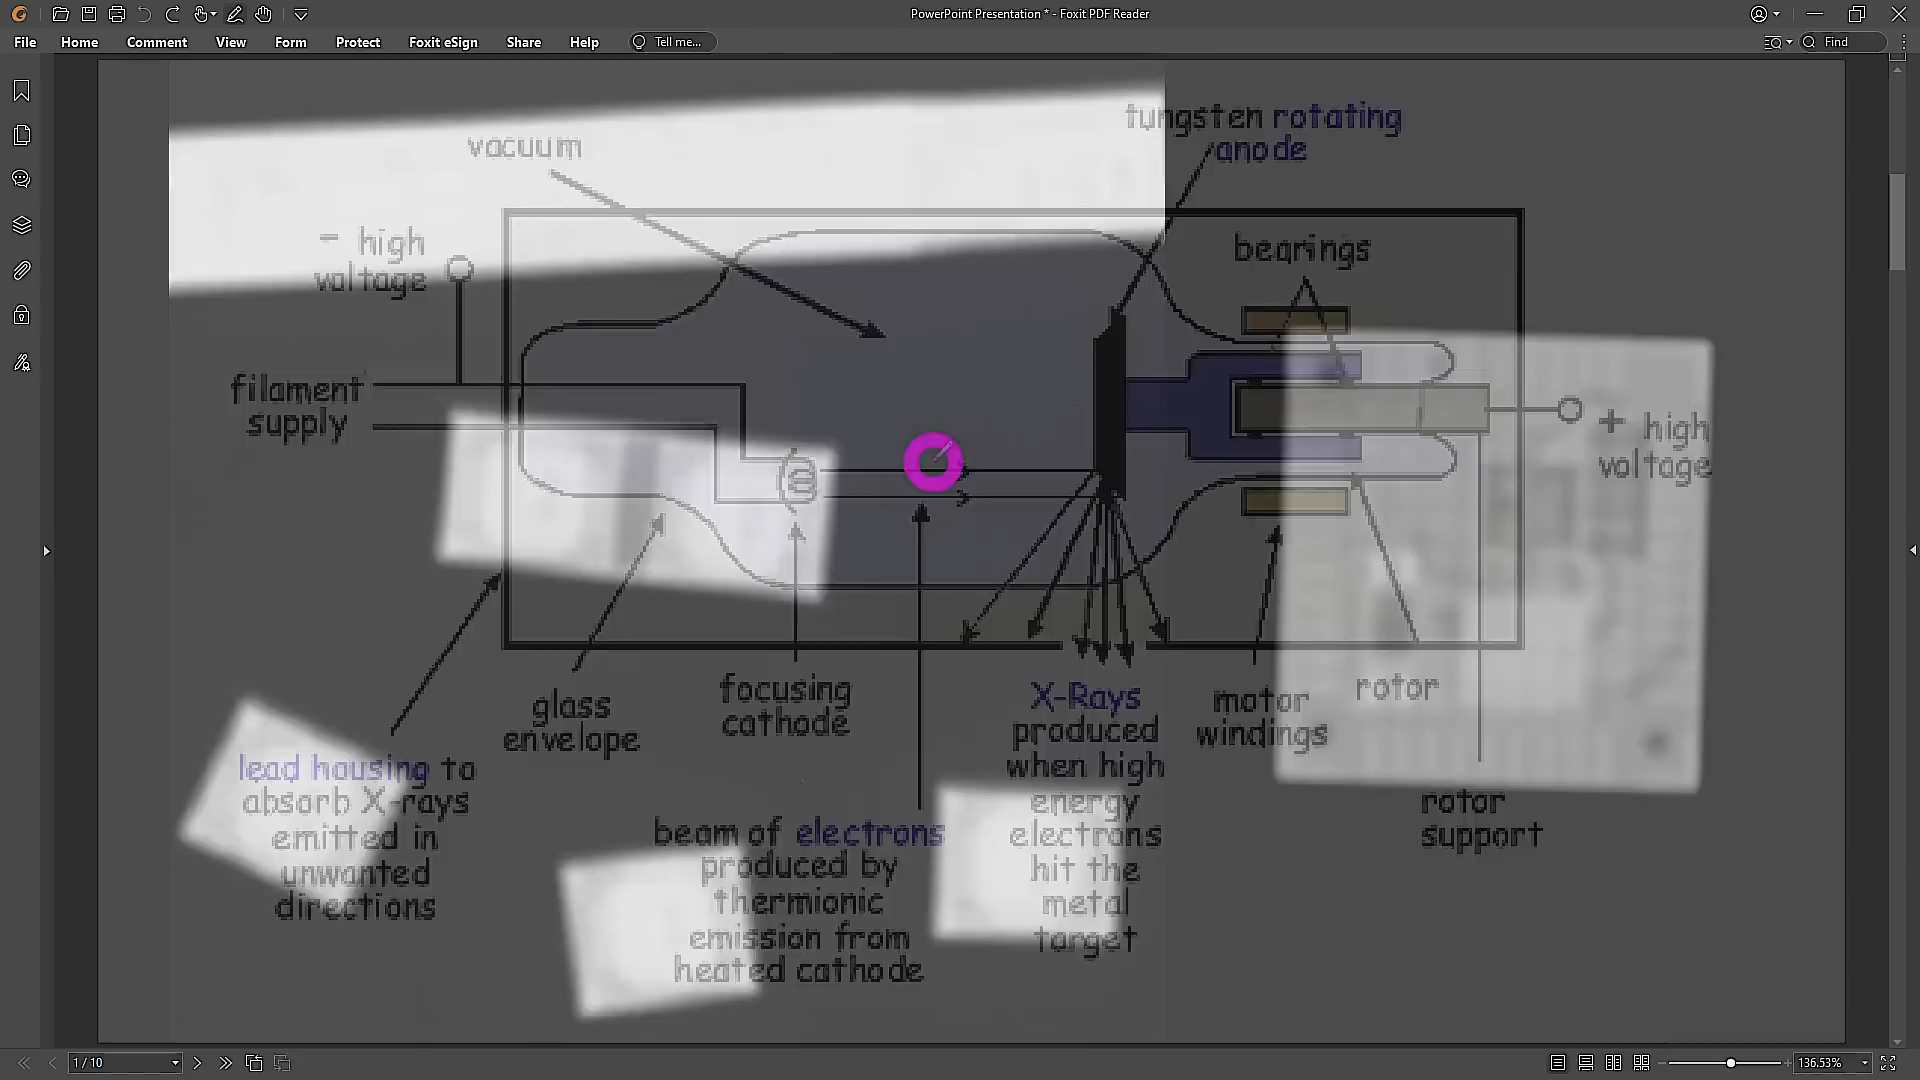 PowerPoint Presentation * - Foxit PDF Reader
File Home Comment View Form Protect Foxit eSign Share Help Tell me... Find
tungsten rotating
anode
vacuum
- high
voltage
bearings
filament
supply
+ high
voltage
glass
envelope
focusing
cathode
X-Rays
produced
when high
energy
electrons
hit the
metal
target
motor
windings
rotor
rotor
support
lead housing to
absorb X-rays
emitted in
unwanted
directions
beam of electrons
produced by
thermionic
emission from
heated cathode
1 / 10
136.53%